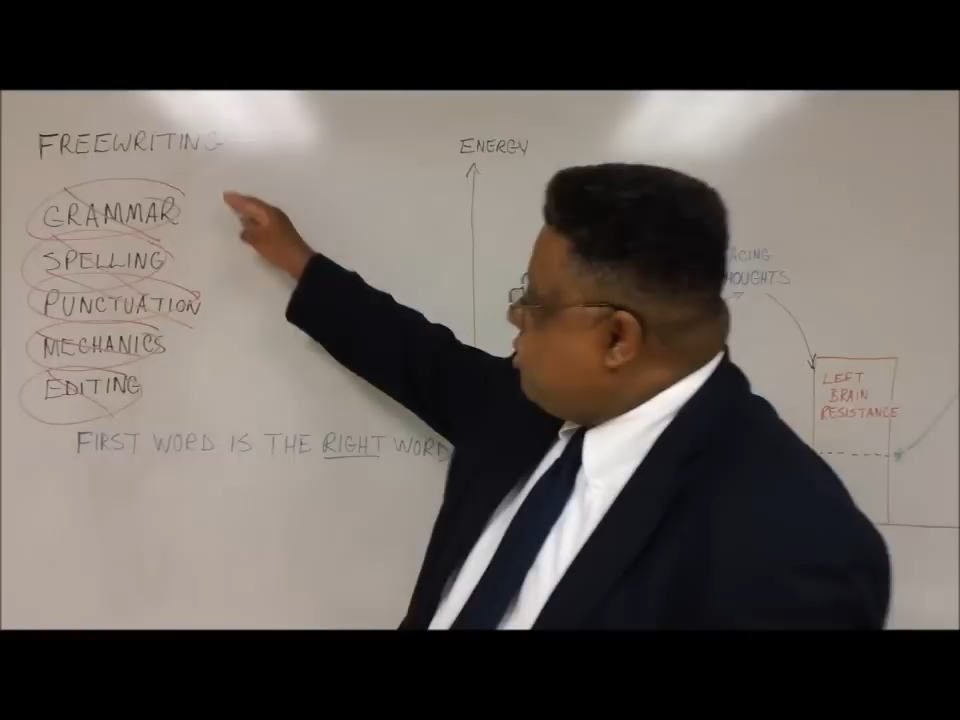 FREEWRITING
GRAMMAR
SPELLING
PUNCTUATION
MECHANICS
EDITING
FIRST WORD IS THE RIGHT WORD
ENERGY
LEFT
BRAIN
RESISTANCE